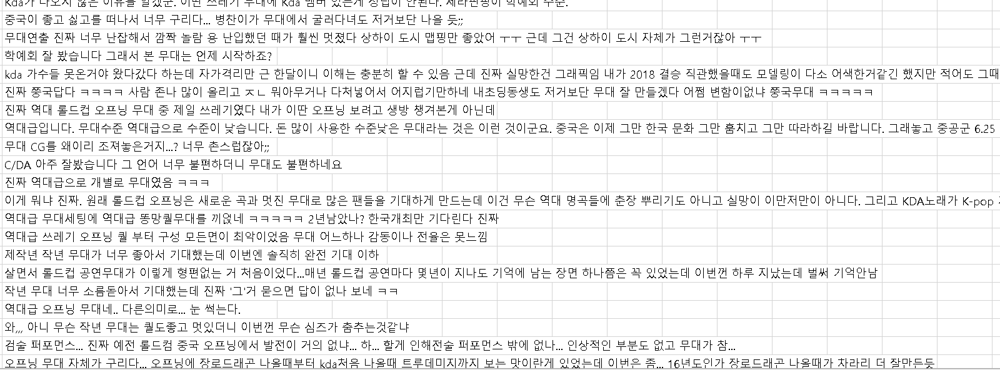 Kda가 나오지 않은 이유를 알겠군. 이딴 쓰레기 무대에 Kda 멤버 있는게 성립이 안된다. 세라핀팡이 학예회 수준.
중국이 좋고 싫고를 떠나서 너무 구리다... 병찬이가 무대에서 굴러다녀도 저거보단 나을 듯;;
무대연출 진짜 너무 난잡해서 깜짝 놀람 용 난입했던 때가 훨씬 멋졌다 상하이 도시 맵핑만 좋았어 ㅜㅜ 근데 그건 상하이 도시 자체가 그런거잖아 ㅜㅜ
학예회 잘 봤습니다 그래서 본 무대는 언제 시작하죠?
kda 가수들 못온거야 왔다갔다 하는데 자가격리만 근 한달이니 이해는 충분히 할 수 있음 근데 진짜 실망한건 그래픽임 내가 2018 결승 직관했을때도 모델링이 다소 어색한거같긴 했지만 적어도 그때
진짜 쭝국답다 ㅋㅋㅋㅋ 사람 존나 많이 올리고 ㅈㄴ 뭐아무거나 다처넣어서 어지럽기만하네 내초딩동생도 저거보단 무대 잘 만들겠다 어쩜 변함이없냐 쭝국무대 ㅋㅋㅋㅋㅋ
진짜 역대 롤드컵 오프닝 무대 중 제일 쓰레기였다 내가 이딴 오프닝 보려고 생방 챙겨본게 아닌데
역대급입니다. 무대수준 역대급으로 수준이 낮습니다. 돈 많이 사용한 수준낮은 무대라는 것은 이런 것이군요. 중국은 이제 그만 한국 문화 그만 훔치고 그만 따라하길 바랍니다. 그래놓고 중공군 6.25
무대 CG를 왜이리 조져놓은거지...? 너무 촌스럽잖아;;
C/DA 아주 잘봤습니다 그 언어 너무 불편하더니 무대도 불편하네요
진짜 역대급으로 개별로 무대였음 ㅋㅋㅋ
이게 뭐냐 진짜. 원래 롤드컵 오프닝은 새로운 곡과 멋진 무대로 많은 팬들을 기대하게 만드는데 이건 무슨 역대 명곡들에 춘장 뿌리기도 아니고 실망이 이만저만이 아니다. 그리고 KDA노래가 K-pop
역대급 무대세팅에 역대급 똥망퀄무대를 끼얹네 ㅋㅋㅋㅋㅋ 2년남았나? 한국개최만 기다린다 진짜
역대급 쓰레기 오프닝 퀄 부터 구성 모든면이 최악이었음 무대 어느하나 감동이나 전율은 못느낌
제작년 작년 무대가 너무 좋아서 기대했는데 이번엔 솔직히 완전 기대 이하
살면서 롤드컵 공연무대가 이렇게 형편없는 거 처음이었다...매년 롤드컵 공연마다 몇년이 지나도 기억에 남는 장면 하나쯤은 꼭 있었는데 이번껀 하루 지났는데 벌써 기억안남
작년 무대 너무 소름돋아서 기대했는데 진짜 '그'거 묻으면 답이 없나 보네 ㅋㅋ
역대급 오프닝 무대네.. 다른의미로... 눈 썩는다.
와,,, 아니 무슨 작년 무대는 퀄도좋고 멋있더니 이번껀 무슨 심즈가 춤추는것같냐
검술 퍼포먼스... 진짜 예전 롤드컴 중국 오프닝에서 발전이 거의 없냐... 하... 할게 인해전술 퍼포먼스 밖에 없나... 인상적인 부분도 없고 무대가 참...
오프닝 무대 자체가 구리다... 오프닝에 장로드래곤 나올때부터 kda처음 나올때 트루데미지까지 보는 맛이란게 있었는데 이번은 좀... 16년도인가 장로드래곤 나올때가 차라리 더 잘만든듯